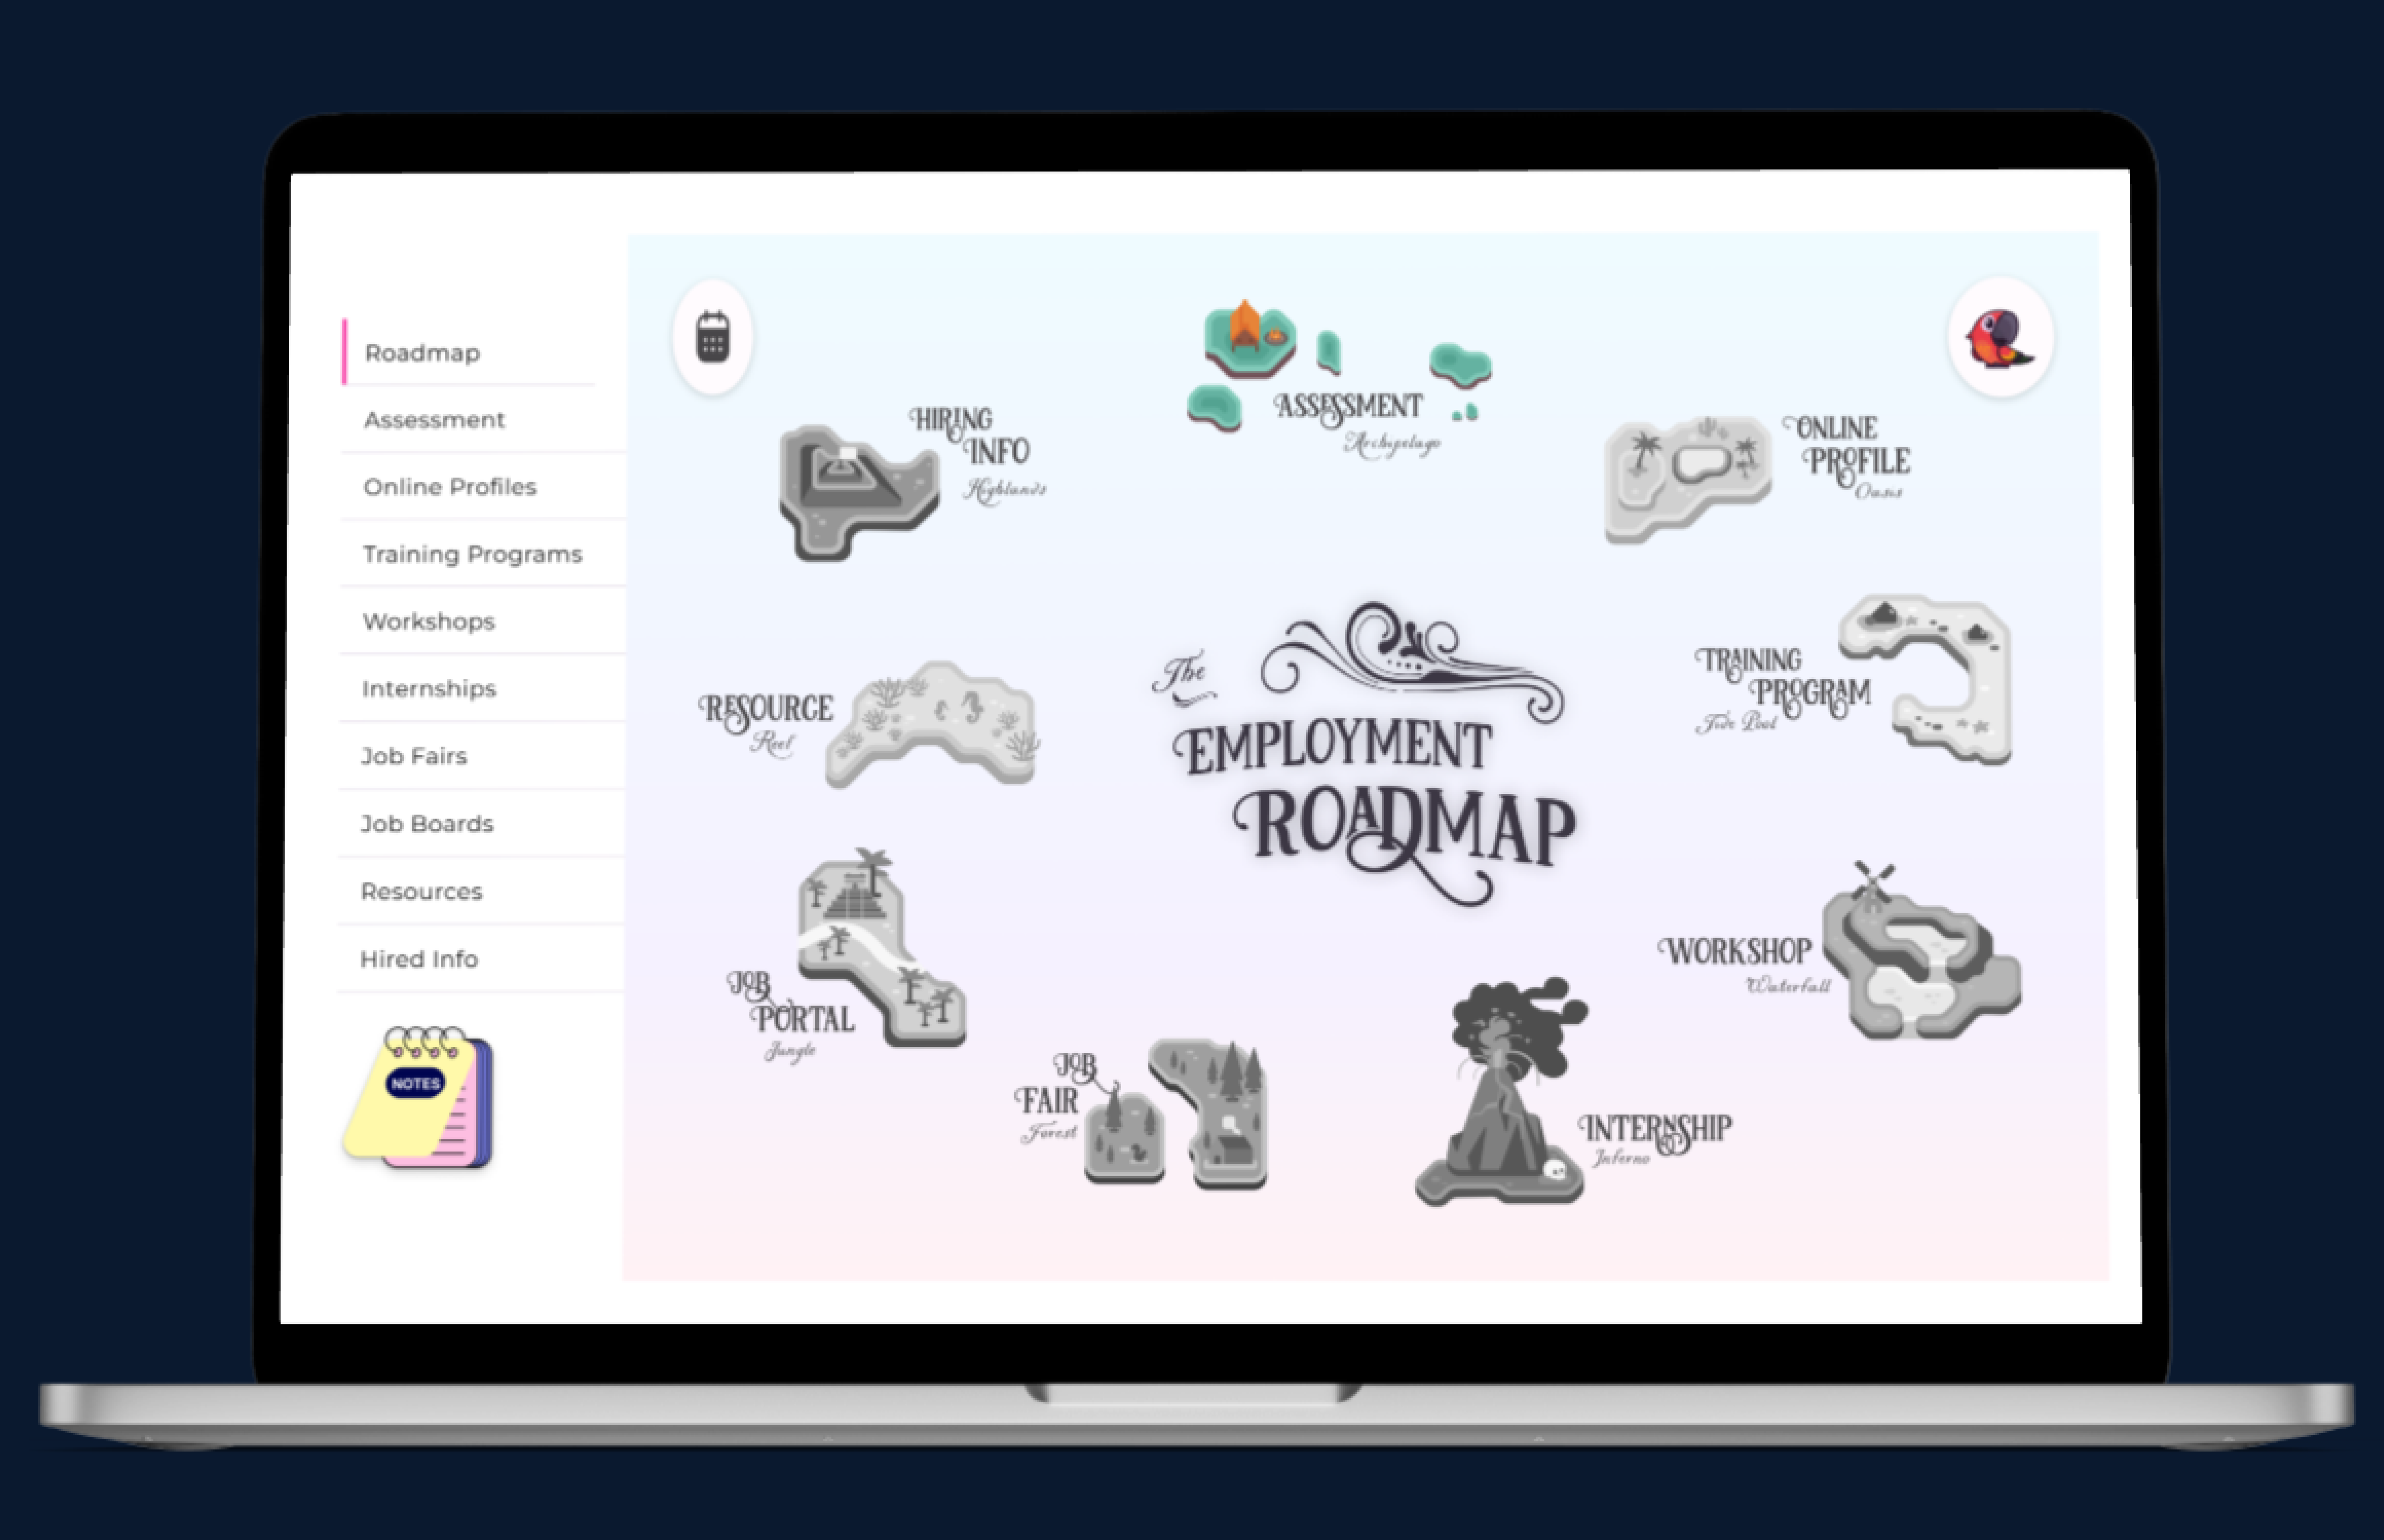 Roadmap
Assessment
Online Profiles
Training Programs
Workshops
Internships
Job Fairs
Job Boards
Resources
Hired Info
NOTES
ASSESSMENT
Archipelago
HIRING
INFO
Highlands
ONLINE
PROFILE
Oasis
The
EMPLOYMENT
ROADMAP
TRAINING
PROGRAM
Tide Pool
RESOURCE
Reef
WORKSHOP
Waterfall
JOB
PORTAL
Jungle
JOB
FAIR
Forest
INTERNSHIP
Inferno